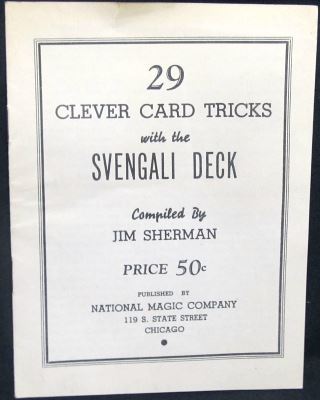 29
CLEVER CARD TRICKS
with the
SVENGALI DECK
Compiled By
JIM SHERMAN
PRICE 50c
PUBLISHED BY
NATIONAL MAGIC COMPANY
119 S. STATE STREET
CHICAGO